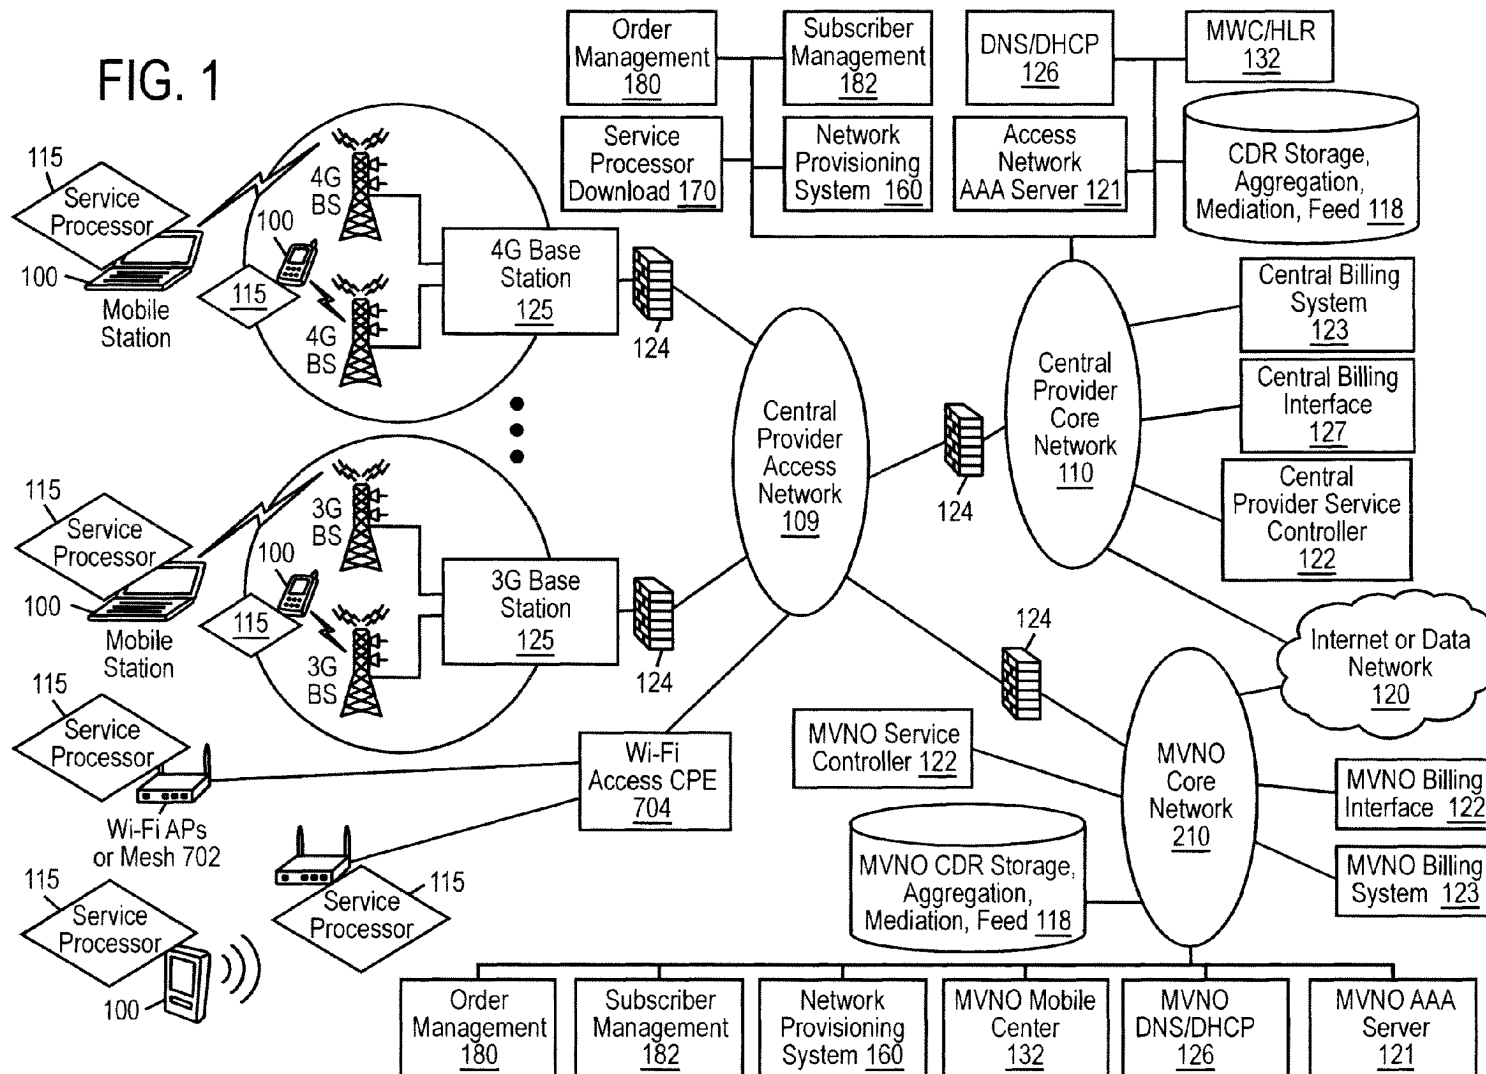 FIG. 1
Order
Management
180
Subscriber
Management
182
DNS/DHCP
126
MWC/HLR
132
Service
Processor
Download 170
Network
Provisioning
System 160
Access
Network
AAA Server 121
CDR Storage,
Aggregation,
Mediation, Feed 118
115
Service
Processor
100
Mobile
Station
4G
BS
100
115
4G
BS
4G Base
Station
125
124
Central
Provider
Access
Network
109
124
Central
Provider
Core
Network
110
Central Billing
System
123
Central Billing
Interface
127
Central
Provider Service
Controller
122
115
Service
Processor
100
Mobile
Station
3G
BS
100
115
3G
BS
3G Base
Station
125
124
124
Internet or Data
Network
120
115
Service
Processor
Wi-Fi APs
or Mesh 702
Wi-Fi
Access CPE
704
MVNO Service
Controller 122
MVNO
Core
Network
210
MVNO Billing
Interface 122
MVNO Billing
System 123
MVNO CDR Storage,
Aggregation,
Mediation, Feed 118
115
Service
Processor
115
Service
Processor
100
Order
Management
180
Subscriber
Management
182
Network
Provisioning
System 160
MVNO Mobile
Center
132
MVNO
DNS/DHCP
126
MVNO AAA
Server
121